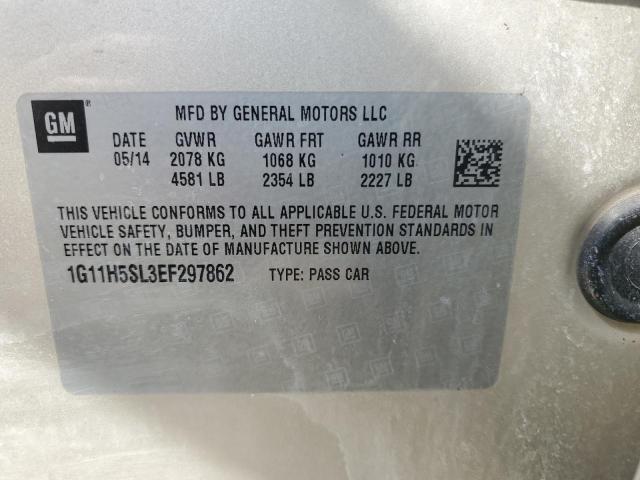 GM ® MFD BY GENERAL MOTORS LLC
DATE GVWR GAWR FRT GAWR RR
05/14 2078 KG 1068 KG 1010 KG
4581 LB 2354 LB 2227 LB
THIS VEHICLE CONFORMS TO ALL APPLICABLE U.S. FEDERAL MOTOR
VEHICLE SAFETY, BUMPER, AND THEFT PREVENTION STANDARDS IN
EFFECT ON THE DATE OF MANUFACTURE SHOWN ABOVE.
1G11H5SL3EF297862 TYPE: PASS CAR